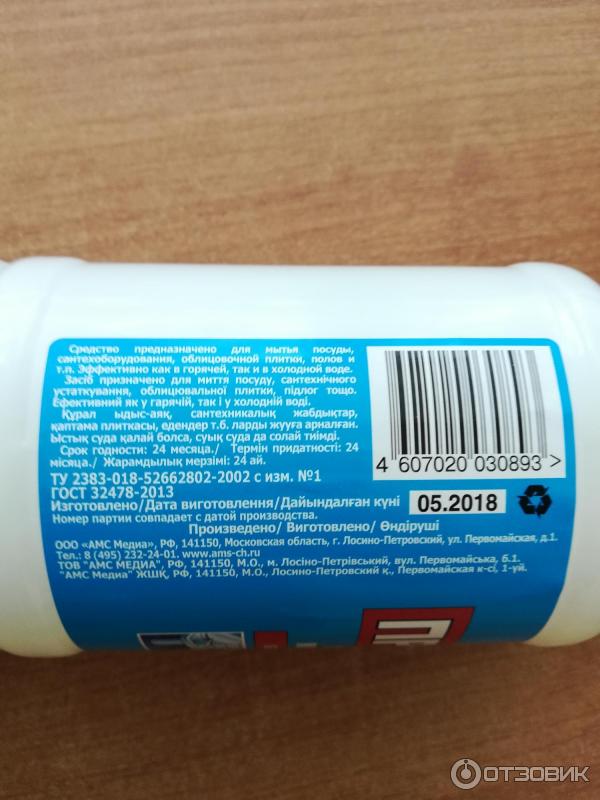 Средство предназначено для мытья посуды,
сантехоборудования, облицовочной плитки, полов и
т.п. Эффективно как в горячей, так и в холодной воде.
Засіб призначено для миття посуду, сантехнічного
устаткування, облицювальної плитки, підлог тощо.
Ефективний як у гарячій, так і у холодній воді.
Құрал ыдыс-аяқ, сантехникалық жабдықтар,
қаптама плиткасы, едендер т.б. ларды жууға арналған.
Ыстық суда қалай болса, суық суда да солай тиімді.
Срок годности: 24 месяца./ Термін придатності: 24
місяца./ Жарамдылық мерзімі: 24 ай.
ТУ 2383-018-52662802-2002 с изм. №1
ГОСТ 32478-2013
4 607020 030893 >
Изготовлено/Дата виготовлення/Дайындалған күні 05.2018
Номер партии совпадает с датой производства.
Произведено/ Виготовлено/ Өндіруші
ООО «АМС Медиа», РФ, 141150, Московская область, г. Лосино-Петровский, ул. Первомайская, д.1.
Тел.: 8 (495) 232-24-01. www.ams-ch.ru.
ТОВ "АМС МЕДІА", РФ, 141150, М.О., м. Лосіно-Петрівський, вул. Первомайська, б.1.
"АМС Медиа" ЖШҚ, РФ, 141150, М.О., Лосино-Петровский қ., Первомайская к-сі, 1-үй.
ОТЗОВИК